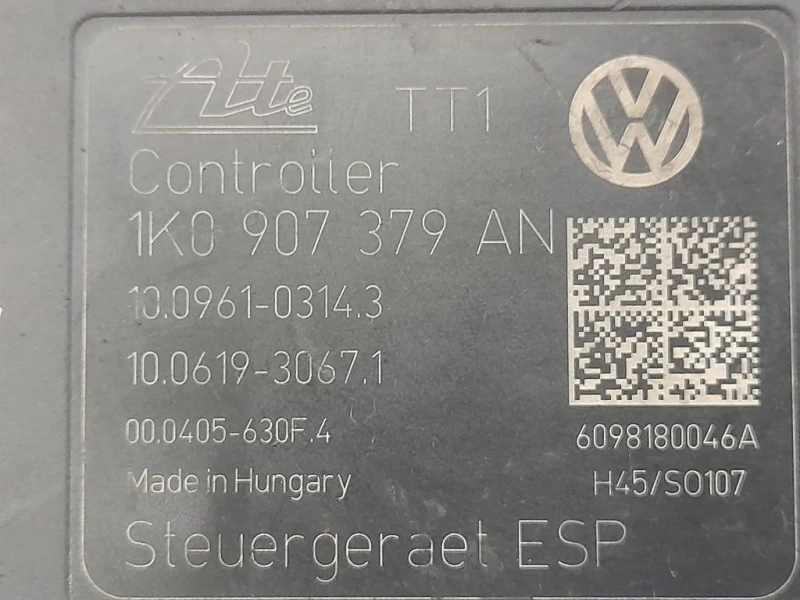 Ate TT1
Controller
1K0 907 379 AN
10.0961-0314.3
10.0619-3067.1
00.0405-630F.4
6098180046A
Made in Hungary
H45/SO107
Steuergeraet ESP